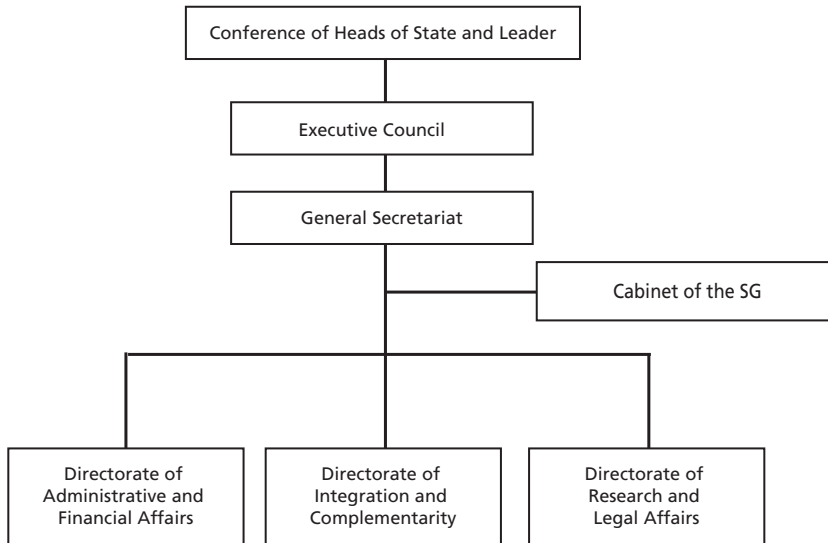 Conference of Heads of State and Leader
Executive Council
General Secretariat
Cabinet of the SG
Directorate of
Administrative and
Financial Affairs
Directorate of
Integration and
Complementarity
Directorate of
Research and
Legal Affairs